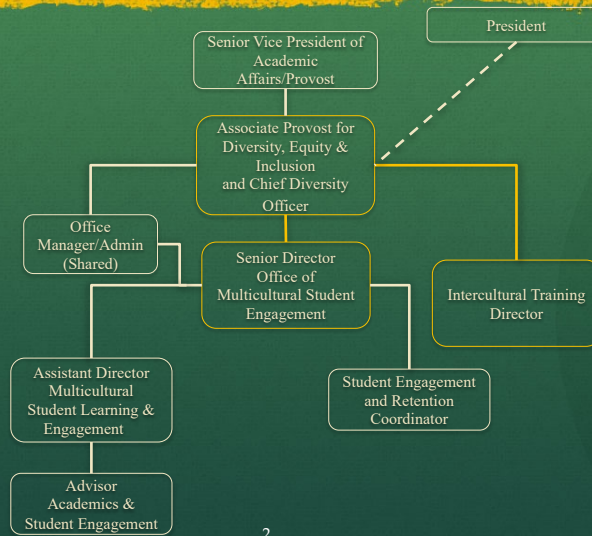 President
Senior Vice President of
Academic
Affairs/Provost
Associate Provost for
Diversity, Equity &
Inclusion
and Chief Diversity
Officer
Office
Manager/Admin
(Shared)
Senior Director
Office of
Multicultural Student
Engagement
Intercultural Training
Director
Assistant Director
Multicultural
Student Learning &
Engagement
Student Engagement
and Retention
Coordinator
Advisor
Academics &
Student Engagement
2